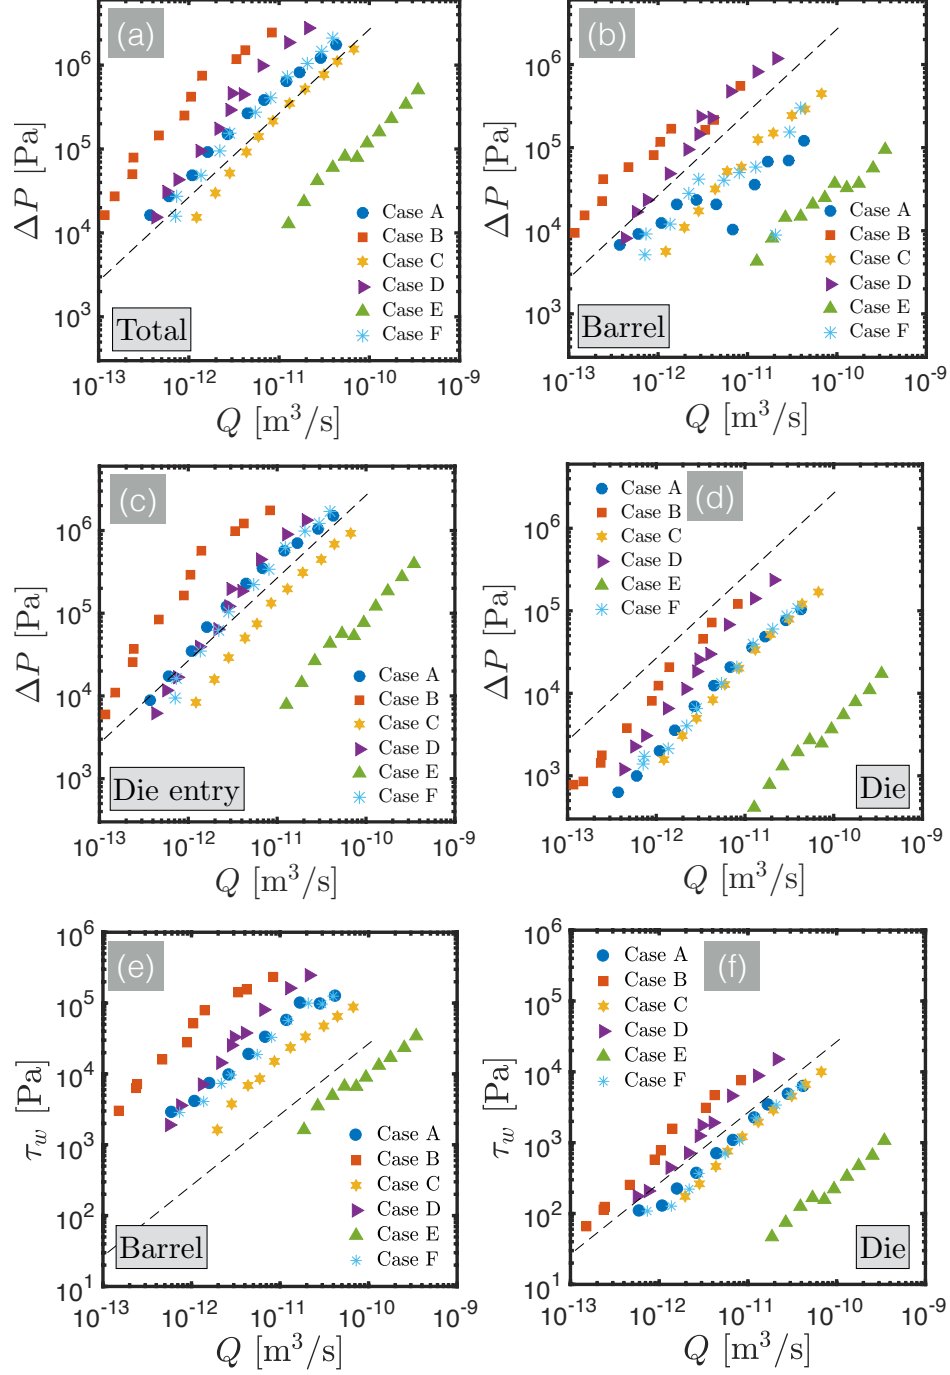 (a)
10^6
10^5
10^4
10^3
ΔP [Pa]
Case A
Case B
Case C
Case D
Case E
Case F
Total
10^-13
10^-12
10^-11
10^-10
10^-9
Q [m^3/s]
(b)
10^6
10^5
10^4
10^3
ΔP [Pa]
Case A
Case B
Case C
Case D
Case E
Case F
Barrel
10^-13
10^-12
10^-11
10^-10
10^-9
Q [m^3/s]
(c)
10^6
10^5
10^4
10^3
ΔP [Pa]
Case A
Case B
Case C
Case D
Case E
Case F
Die entry
10^-13
10^-12
10^-11
10^-10
10^-9
Q [m^3/s]
(d)
10^6
10^5
10^4
10^3
ΔP [Pa]
Case A
Case B
Case C
Case D
Case E
Case F
Die
10^-13
10^-12
10^-11
10^-10
10^-9
Q [m^3/s]
(e)
10^6
10^5
10^4
10^3
10^2
10^1
τ_w [Pa]
Case A
Case B
Case C
Case D
Case E
Case F
Barrel
10^-13
10^-12
10^-11
10^-10
10^-9
Q [m^3/s]
(f)
10^6
10^5
10^4
10^3
10^2
10^1
τ_w [Pa]
Case A
Case B
Case C
Case D
Case E
Case F
Die
10^-13
10^-12
10^-11
10^-10
10^-9
Q [m^3/s]